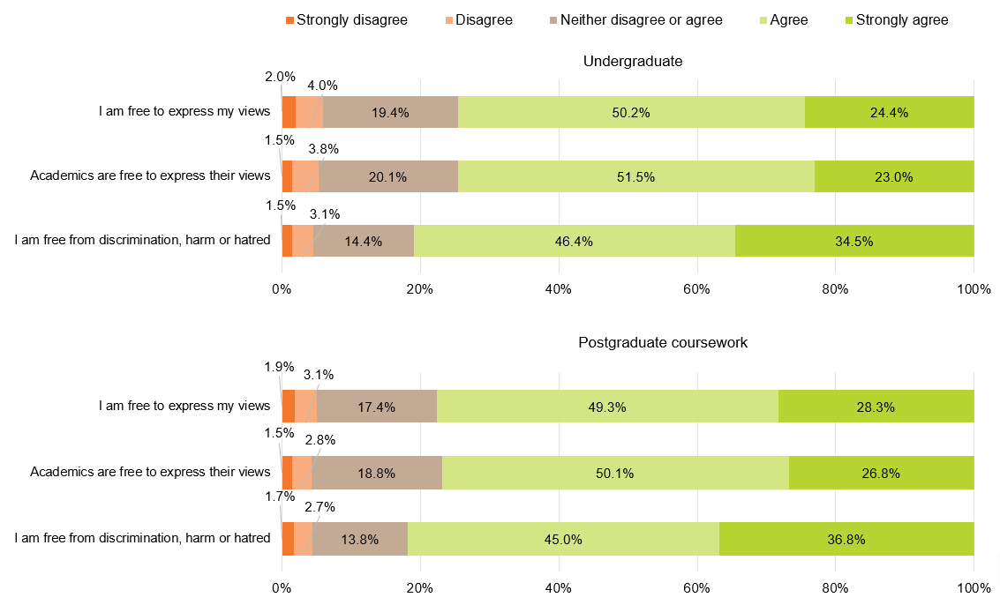 Strongly disagree Disagree Neither disagree or agree Agree Strongly agree
Undergraduate
2.0% 4.0%
I am free to express my views 19.4% 50.2% 24.4%
1.5% 3.8%
Academics are free to express their views 20.1% 51.5% 23.0%
1.5% 3.1%
I am free from discrimination, harm or hatred 14.4% 46.4% 34.5%
0% 20% 40% 60% 80% 100%
Postgraduate coursework
1.9% 3.1%
I am free to express my views 17.4% 49.3% 28.3%
1.5% 2.8%
Academics are free to express their views 18.8% 50.1% 26.8%
1.7% 2.7%
I am free from discrimination, harm or hatred 13.8% 45.0% 36.8%
0% 20% 40% 60% 80% 100%